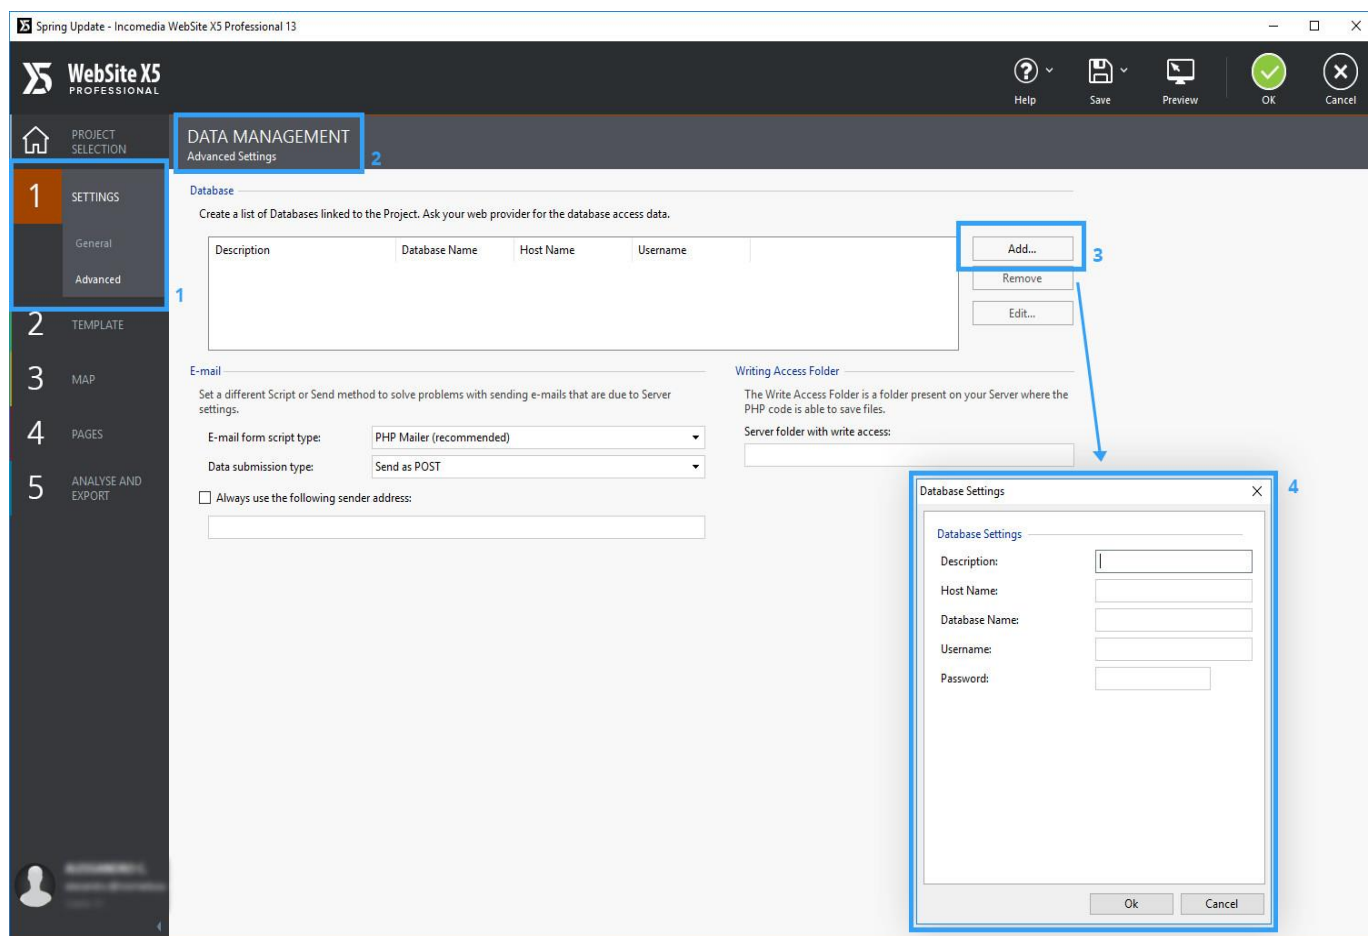 Spring Update - Incomedia WebSite X5 Professional 13
WebSite X5
PROFESSIONAL
Help
Save
Preview
OK
Cancel
PROJECT
SELECTION
DATA MANAGEMENT
Advanced Settings
2
1
SETTINGS
General
Advanced
1
2
TEMPLATE
3
MAP
4
PAGES
5
ANALYSE AND
EXPORT
Database
Create a list of Databases linked to the Project. Ask your web provider for the database access data.
Description
Database Name
Host Name
Username
Add...
3
Remove
Edit...
E-mail
Set a different Script or Send method to solve problems with sending e-mails that are due to Server
settings.
E-mail form script type:
PHP Mailer (recommended)
Data submission type:
Send as POST
Always use the following sender address:
Writing Access Folder
The Write Access Folder is a folder present on your Server where the
PHP code is able to save files.
Server folder with write access:
Database Settings
4
Database Settings
Description:
Host Name:
Database Name:
Username:
Password:
Ok
Cancel